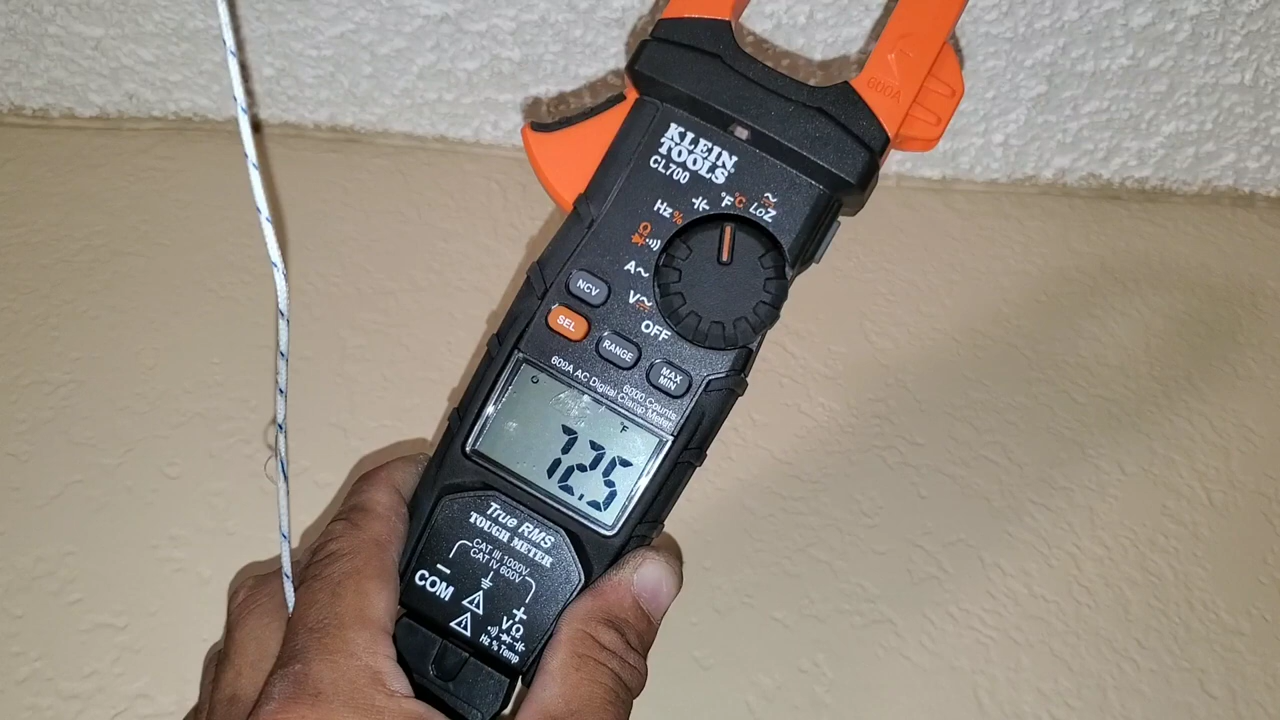 600A
KLEIN
TOOLS
CL700
Hz% °F°C LoZ
A
V
OFF
NCV
SEL
RANGE
MAX
MIN
6000 Counts
600A AC Digital Clamp Meter
°F
72.5
True RMS
TOUGH METER
CAT III 1000V
CAT IV 600V
COM
− +
VΩ
Hz % Temp